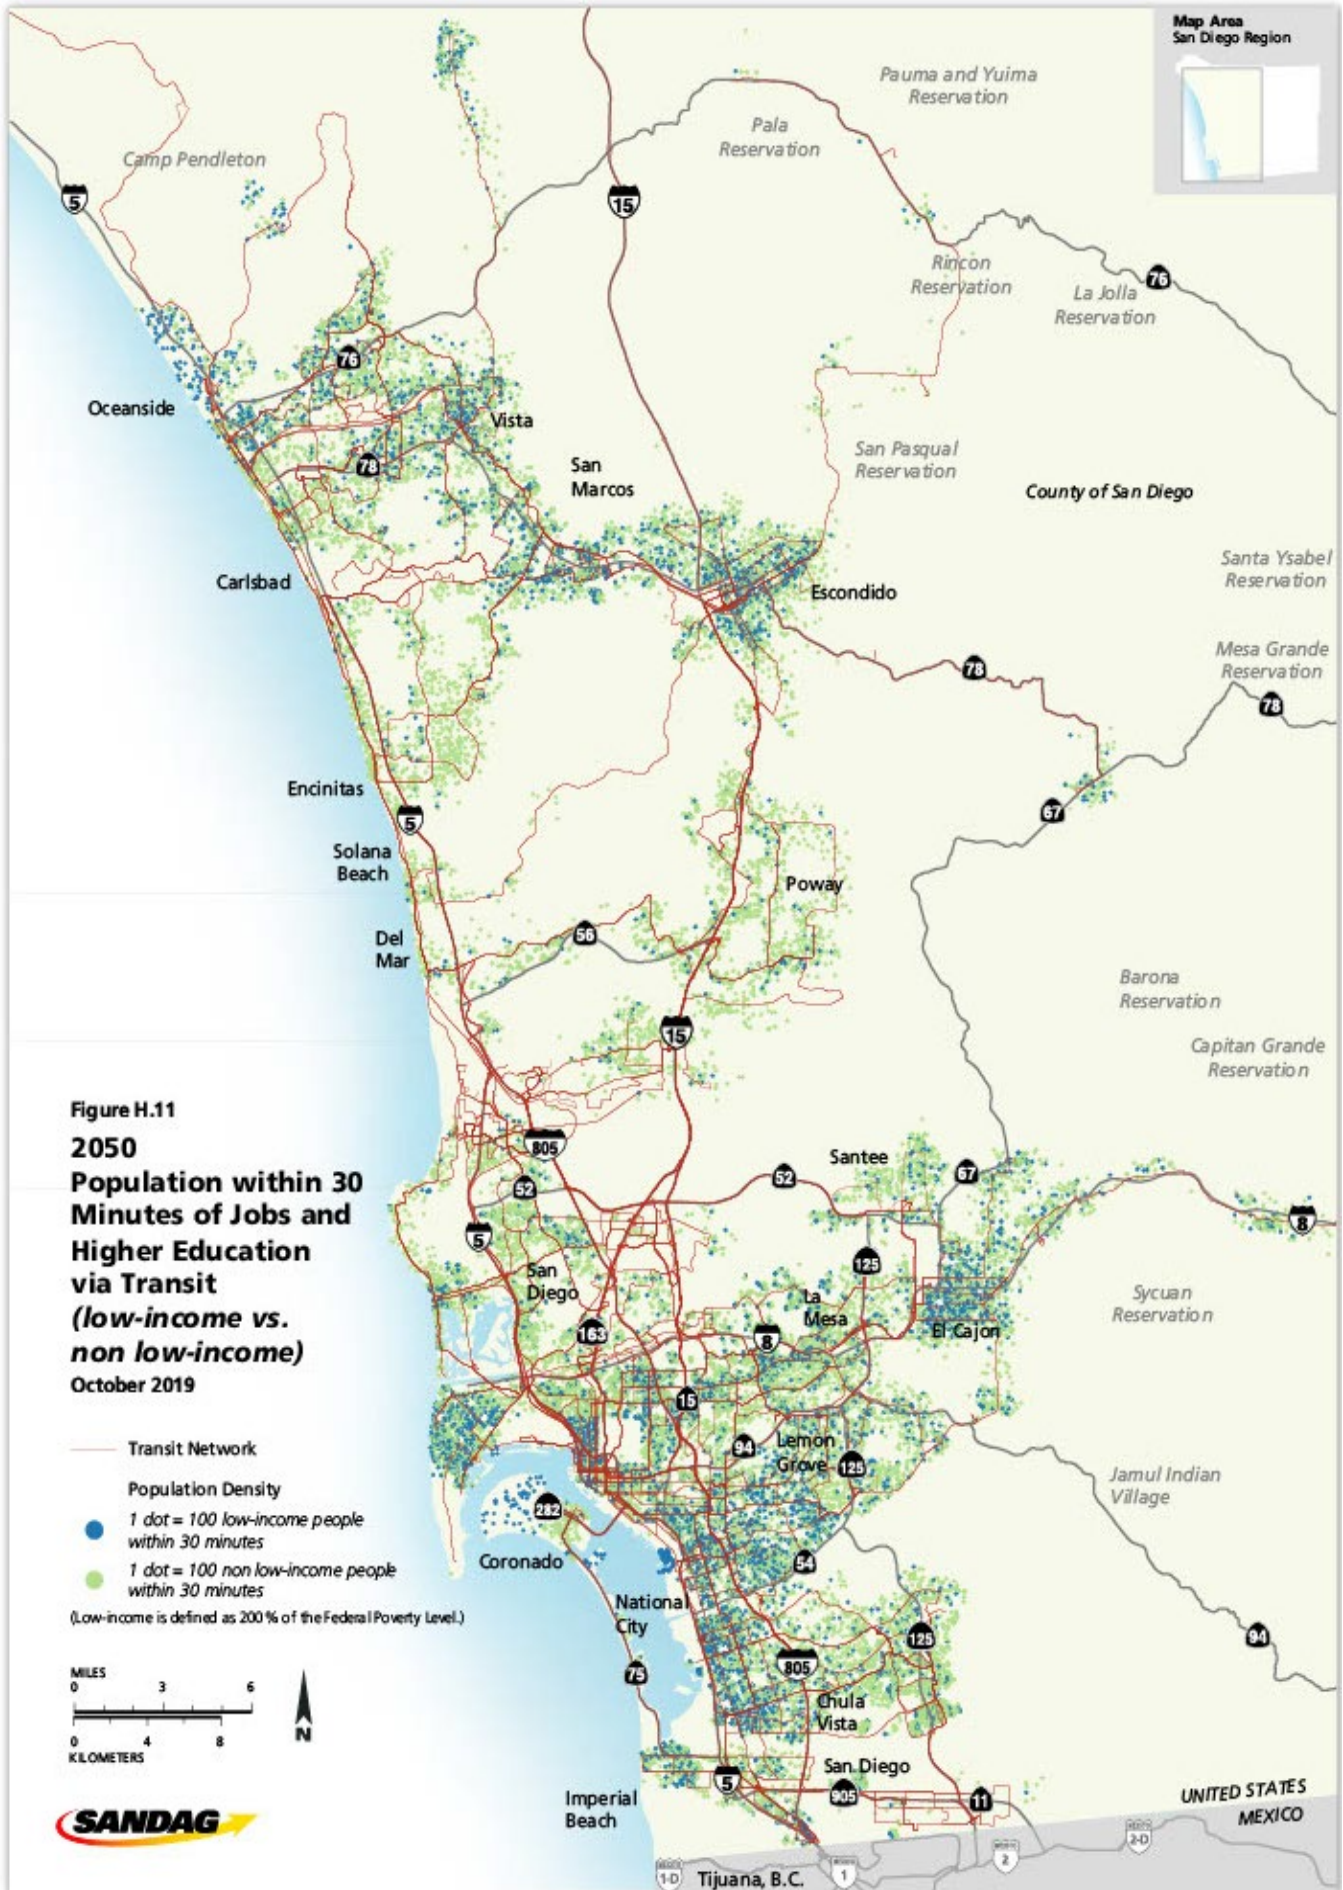 Map Area
San Diego Region
Pauma and Yuima
Reservation
Pala
Reservation
Camp Pendleton
5
15
Rincon
Reservation
La Jolla
Reservation
76
76
Oceanside
Vista
78
San
Marcos
San Pasqual
Reservation
County of San Diego
Santa Ysabel
Reservation
Carlsbad
Escondido
Mesa Grande
Reservation
78
78
Encinitas
5
67
Solana
Beach
Poway
Del
Mar
56
Barona
Reservation
15
Capitan Grande
Reservation
Figure H.11
2050
Population within 30
Minutes of Jobs and
Higher Education
via Transit
(low-income vs.
non low-income)
October 2019
805
Santee
52
67
52
5
8
125
San
Diego
La
Mesa
Sycuan
Reservation
163
8
El Cajon
15
94
Lemon
Grove
125
Transit Network
Population Density
1 dot = 100 low-income people
within 30 minutes
1 dot = 100 non low-income people
within 30 minutes
(Low-income is defined as 200% of the Federal Poverty Level.)
Jamul Indian
Village
282
Coronado
54
National
City
125
94
805
75
MILES
0 3 6
0 4 8
KILOMETERS
N
Chula
Vista
San Diego
5
905
11
Imperial
Beach
SANDAG
UNITED STATES
MEXICO
MEXICO
1-D
Tijuana, B.C.
MEXICO
1
MEXICO
2
MEXICO
2-D